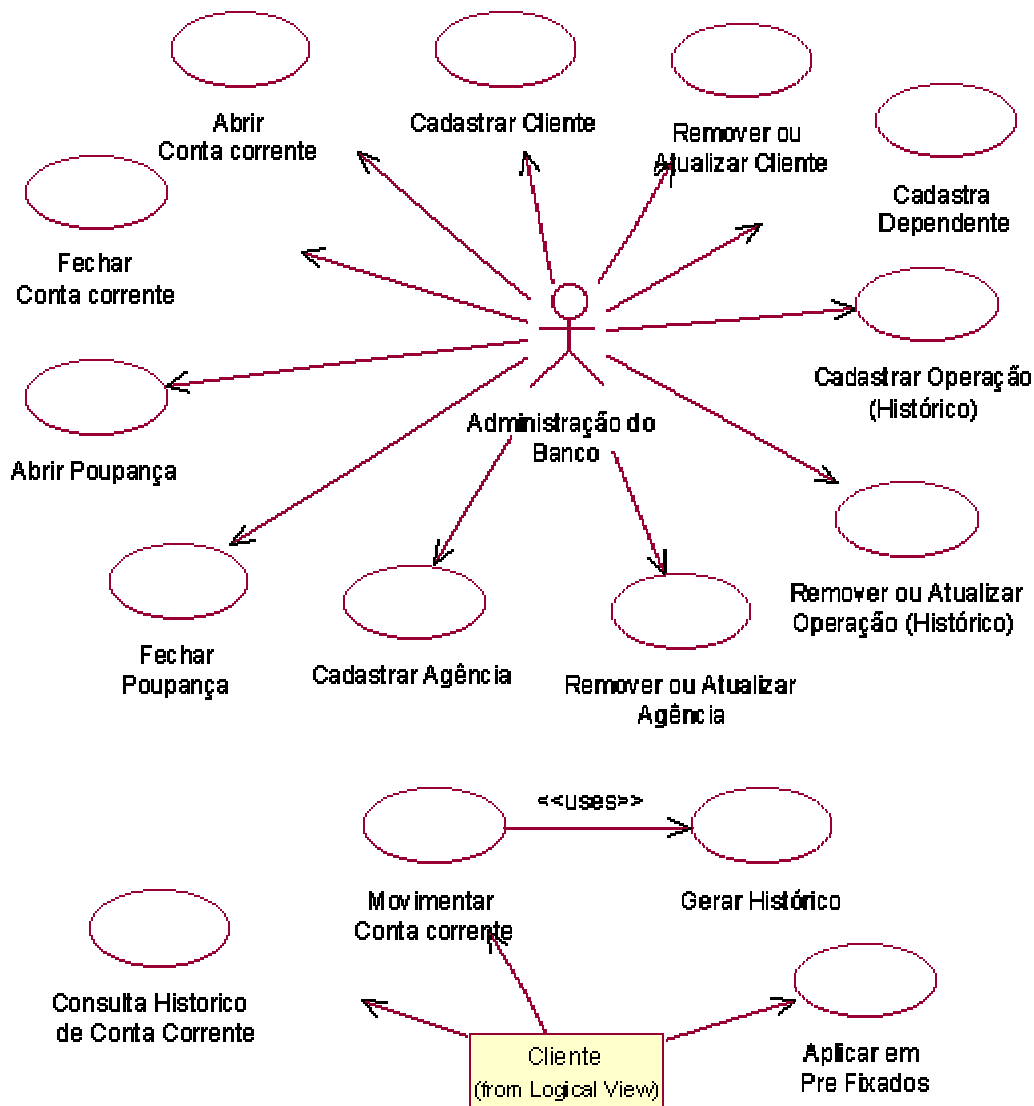 Abrir
Conta corrente
Cadastrar Cliente
Remover ou
Atualizar Cliente
Cadastra
Dependente
Fechar
Conta corrente
Cadastrar Operação
(Histórico)
Administração do
Banco
Abrir Poupança
Remover ou Atualizar
Operação (Histórico)
Fechar
Poupança
Cadastrar Agência
Remover ou Atualizar
Agência
<<uses>>
Movimentar
Conta corrente
Gerar Histórico
Consulta Historico
de Conta Corrente
Cliente
(from Logical View)
Aplicar em
Pre Fixados